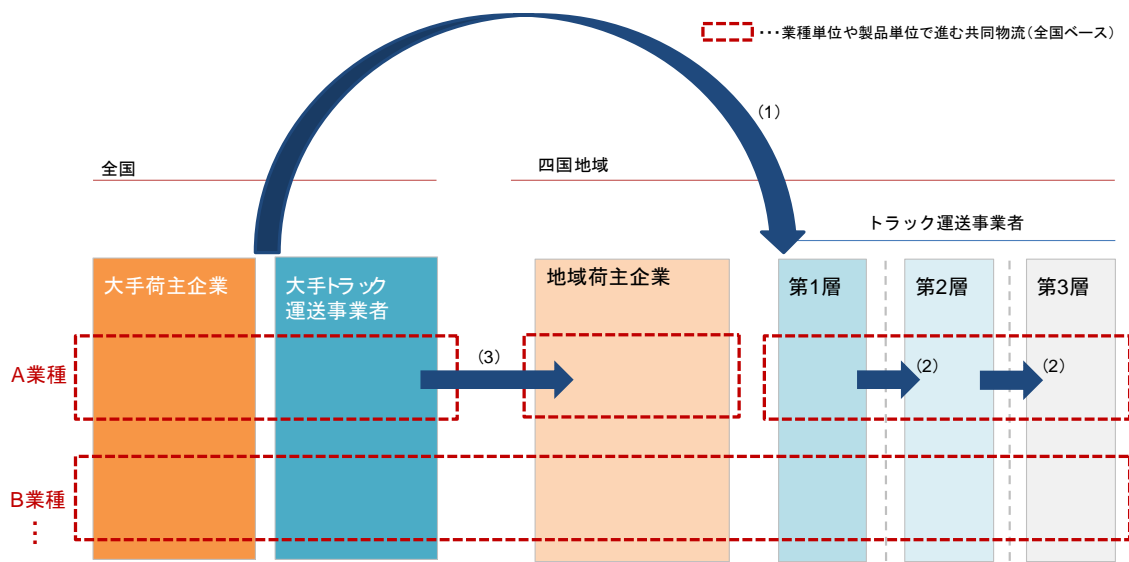 ･･･業種単位や製品単位で進む共同物流(全国ベース)
(1)
全国
四国地域
トラック運送事業者
大手荷主企業
大手トラック
運送事業者
地域荷主企業
第1層
第2層
第3層
A業種
(3)
(2)
(2)
B業種
⋮